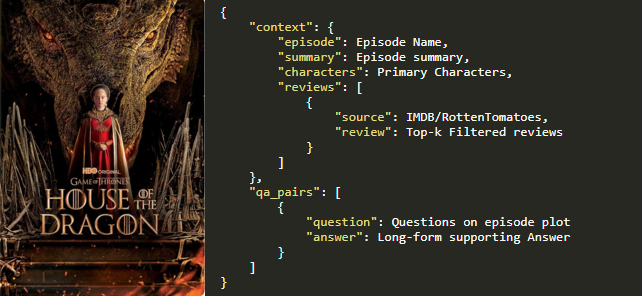 HBO ORIGINAL
GAME OF THRONES
HOUSE OF THE
DRAGON
{
    "context": {
        "episode": Episode Name,
        "summary": Episode summary,
        "characters": Primary Characters,
        "reviews": [
            {
                "source": IMDB/RottenTomatoes,
                "review": Top-k Filtered reviews
            }
        ]
    },
    "qa_pairs": [
        {
            "question": Questions on episode plot
            "answer": Long-form supporting Answer
        }
    ]
}